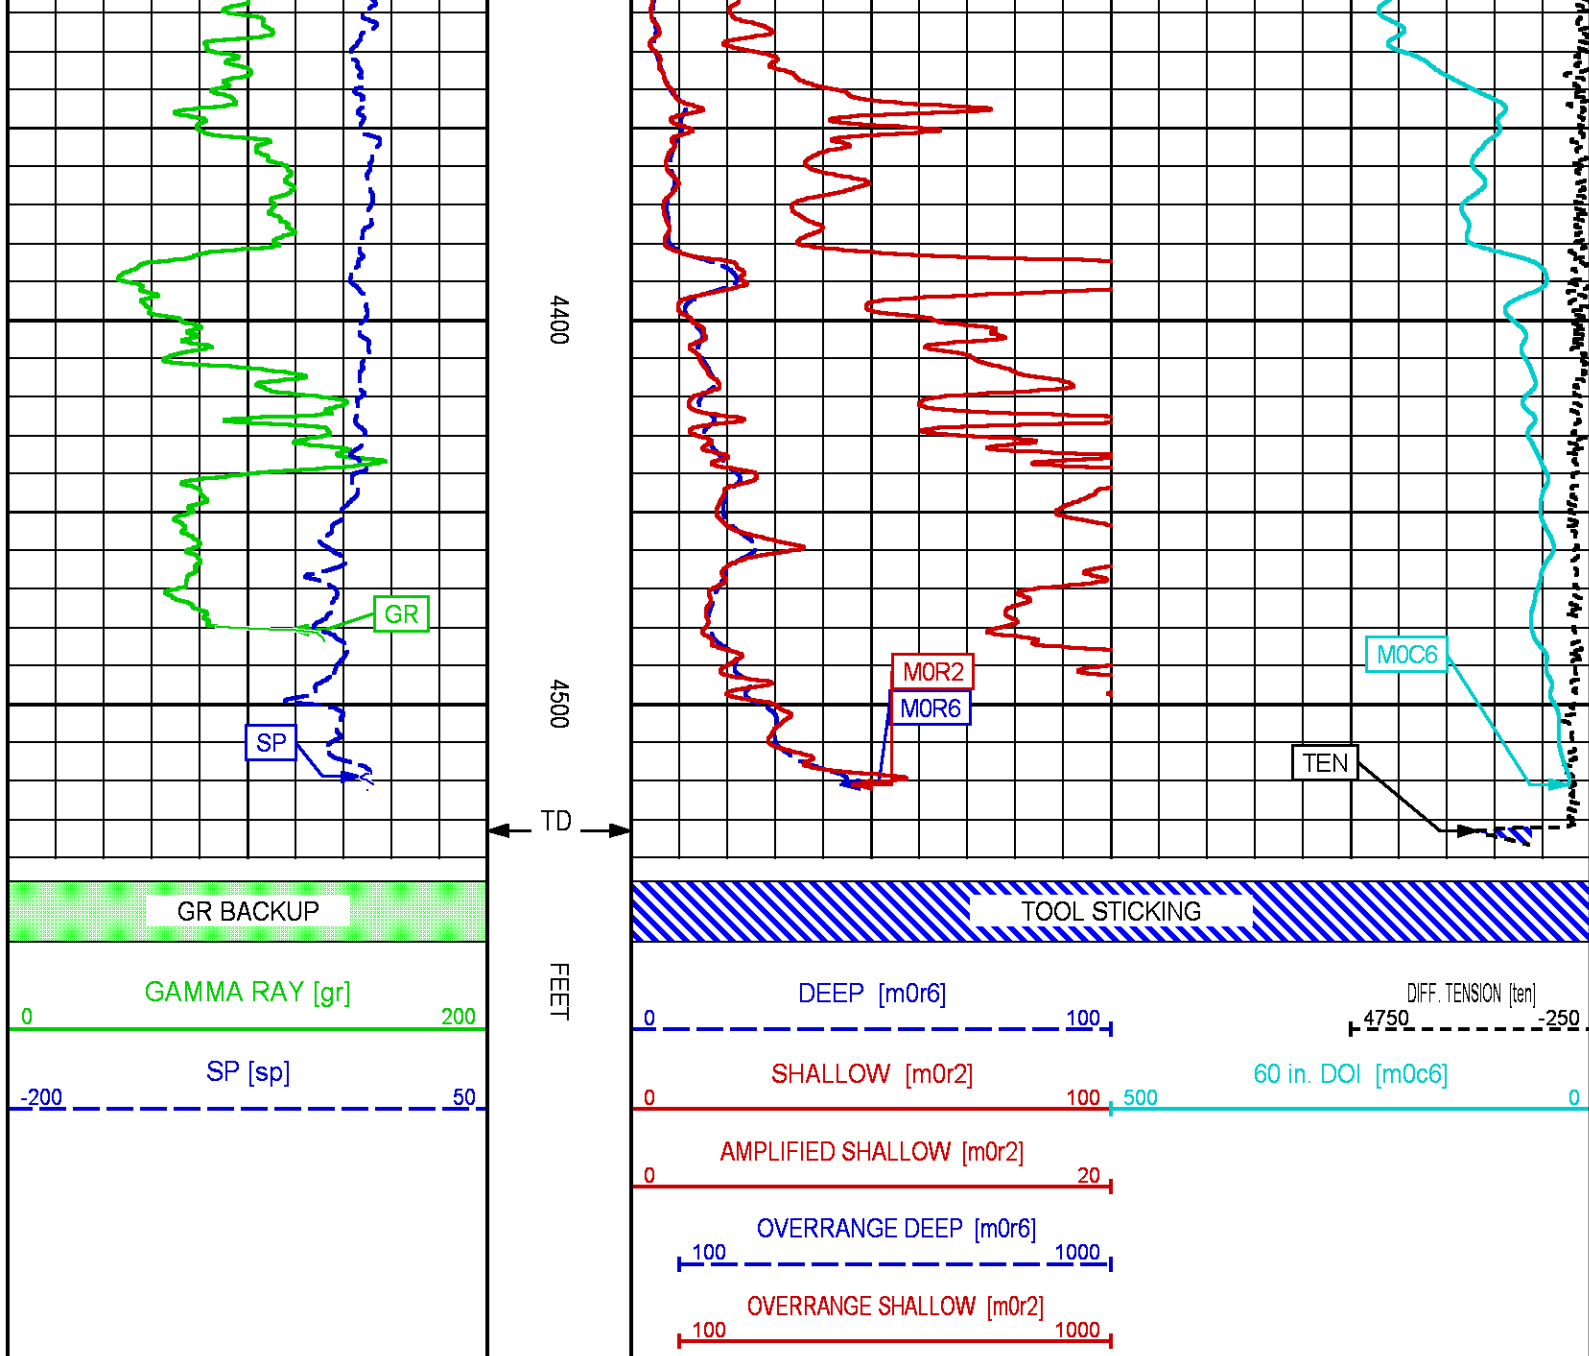 4400
GR
M0R2
M0C6
4500
M0R6
SP
TEN
TD
GR BACKUP
TOOL STICKING
FEET
GAMMA RAY [gr]
0 200
SP [sp]
-200 50
DEEP [m0r6]
0 100
DIFF. TENSION [ten]
4750 -250
SHALLOW [m0r2]
0 100
60 in. DOI [m0c6]
500 0
AMPLIFIED SHALLOW [m0r2]
0 20
OVERRANGE DEEP [m0r6]
100 1000
OVERRANGE SHALLOW [m0r2]
100 1000